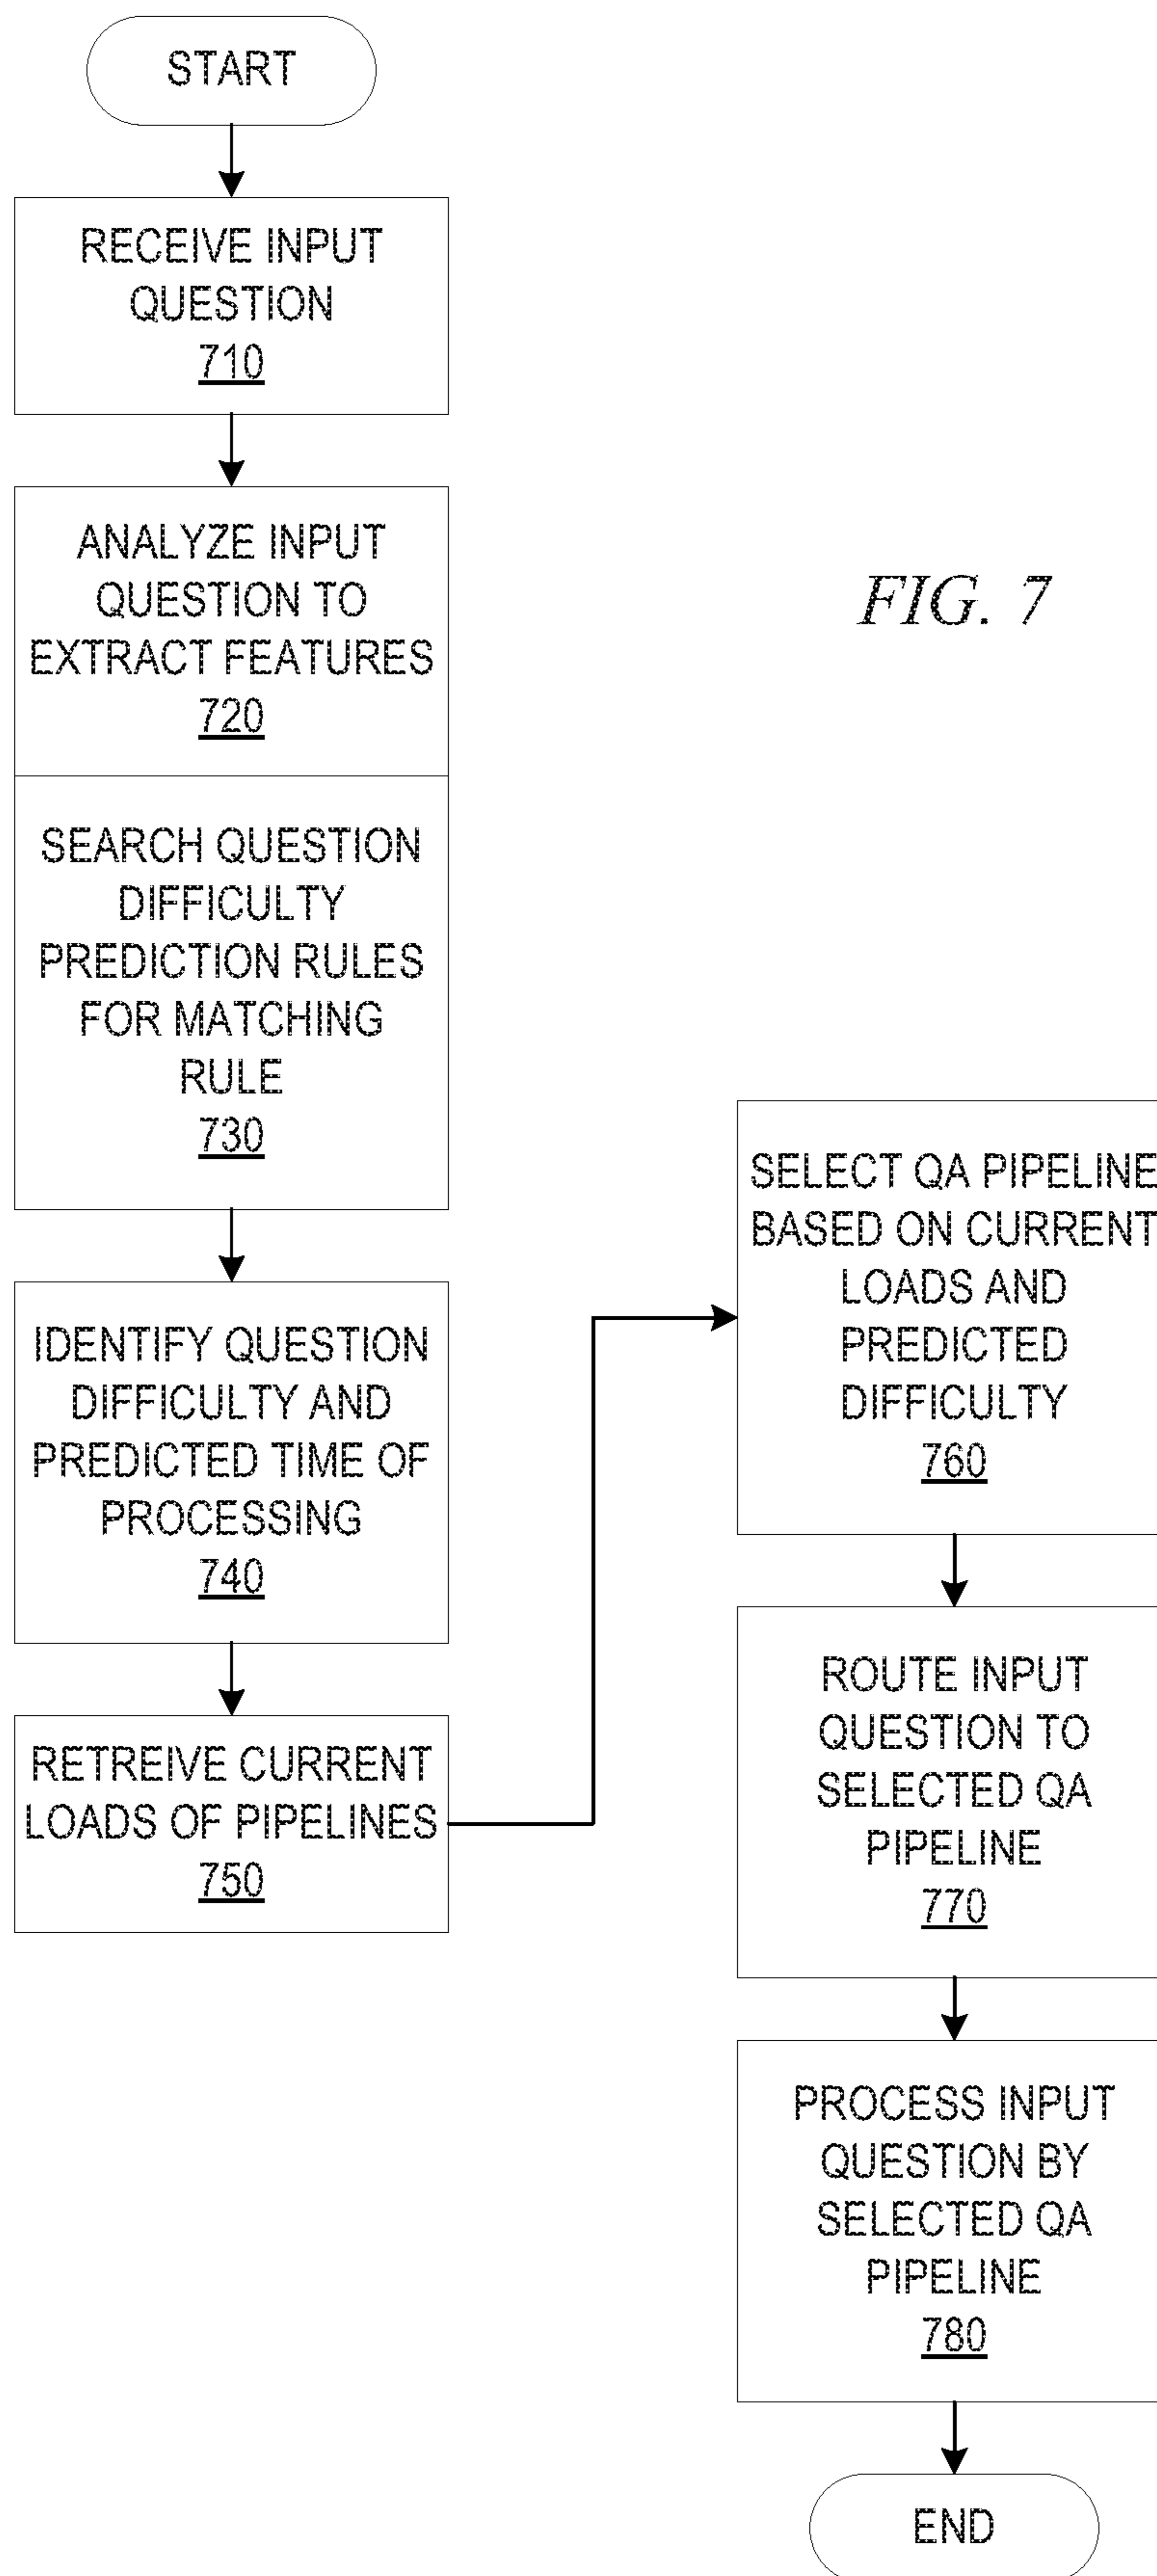 START
RECEIVE INPUT
QUESTION
710
ANALYZE INPUT
QUESTION TO
EXTRACT FEATURES
720
SEARCH QUESTION
DIFFICULTY
PREDICTION RULES
FOR MATCHING
RULE
730
IDENTIFY QUESTION
DIFFICULTY AND
PREDICTED TIME OF
PROCESSING
740
RETREIVE CURRENT
LOADS OF PIPELINES
750
FIG. 7
SELECT QA PIPELINE
BASED ON CURRENT
LOADS AND
PREDICTED
DIFFICULTY
760
ROUTE INPUT
QUESTION TO
SELECTED QA
PIPELINE
770
PROCESS INPUT
QUESTION BY
SELECTED QA
PIPELINE
780
END